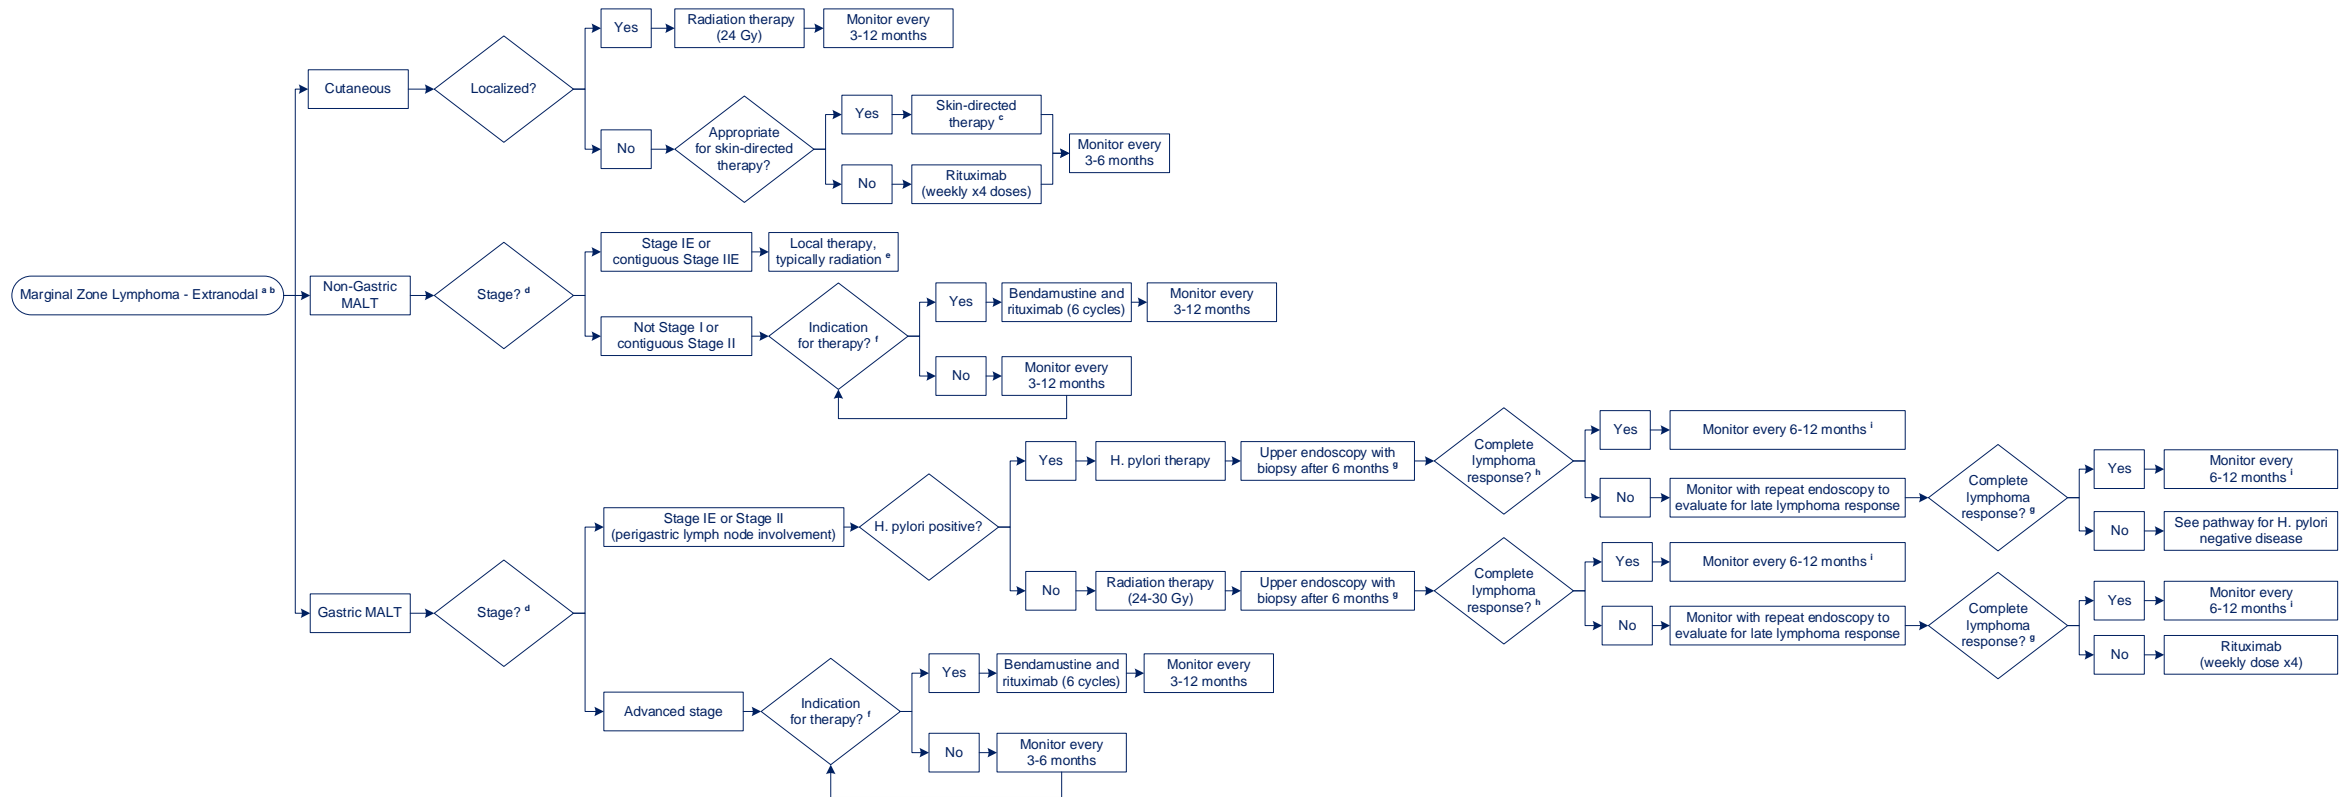 Marginal Zone Lymphoma - Extranodal a b
Cutaneous
Localized?
Yes
Radiation therapy
(24 Gy)
Monitor every
3-12 months
No
Appropriate
for skin-directed
therapy?
Yes
Skin-directed
therapy c
No
Rituximab
(weekly x4 doses)
Monitor every
3-6 months
Non-Gastric
MALT
Stage? d
Stage IE or
contiguous Stage IIE
Local therapy,
typically radiation e
Not Stage I or
contiguous Stage II
Indication
for therapy? f
Yes
Bendamustine and
rituximab (6 cycles)
Monitor every
3-12 months
No
Monitor every
3-12 months
Gastric MALT
Stage? d
Stage IE or Stage II
(perigastric lymph node involvement)
H. pylori positive?
Yes
H. pylori therapy
Upper endoscopy with
biopsy after 6 months g
Complete
lymphoma
response? h
Yes
Monitor every 6-12 months i
No
Monitor with repeat endoscopy to
evaluate for late lymphoma response
Complete
lymphoma
response? g
Yes
Monitor every
6-12 months i
No
See pathway for H. pylori
negative disease
No
Radiation therapy
(24-30 Gy)
Upper endoscopy with
biopsy after 6 months g
Complete
lymphoma
response? h
Yes
Monitor every 6-12 months i
No
Monitor with repeat endoscopy to
evaluate for late lymphoma response
Complete
lymphoma
response? g
Yes
Monitor every
6-12 months i
No
Rituximab
(weekly dose x4)
Advanced stage
Indication
for therapy? f
Yes
Bendamustine and
rituximab (6 cycles)
Monitor every
3-12 months
No
Monitor every
3-6 months